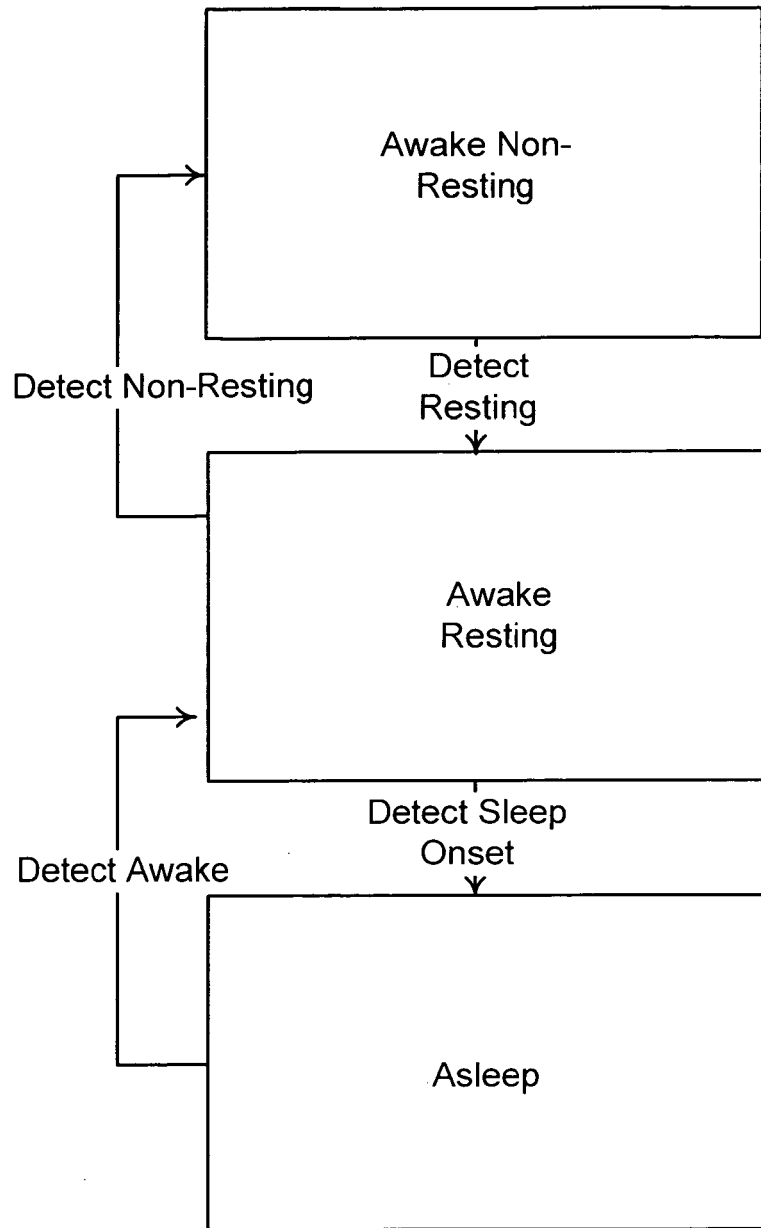 Awake Non-
Resting
Detect Non-Resting
Detect
Resting
Awake
Resting
Detect Sleep
Onset
Detect Awake
Asleep